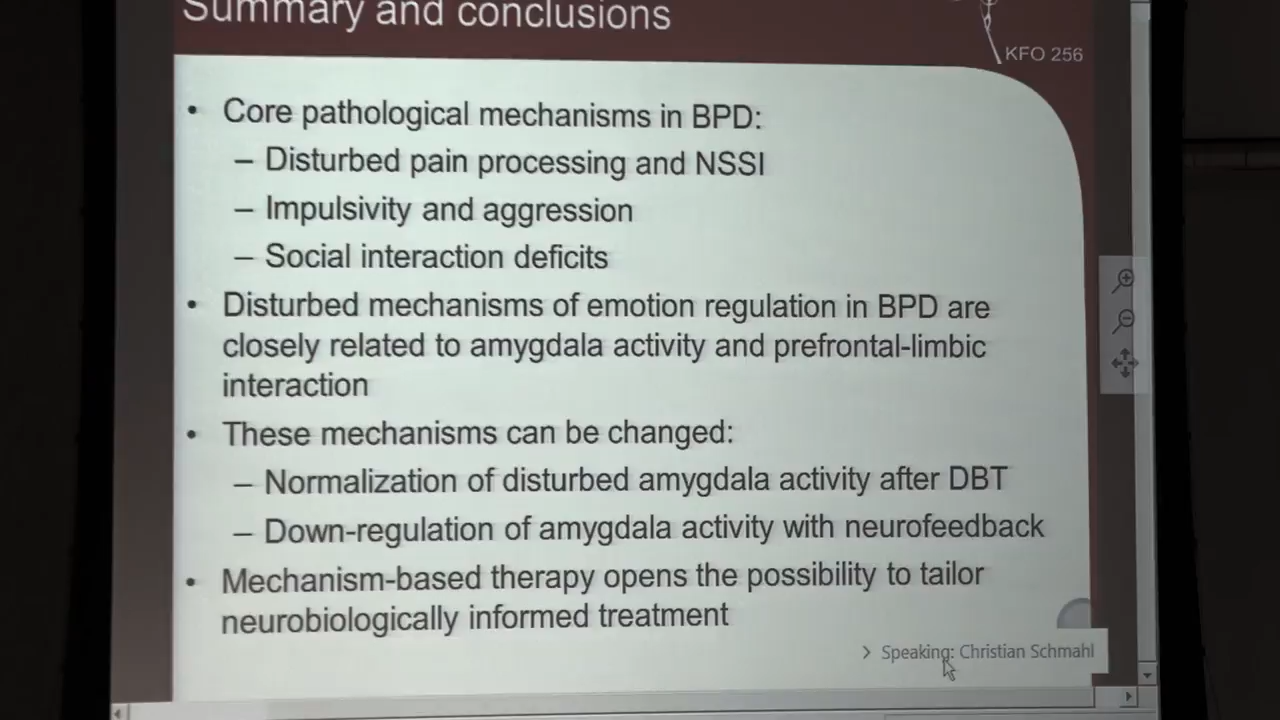 Summary and conclusions
KFO 256
• Core pathological mechanisms in BPD:
– Disturbed pain processing and NSSI
– Impulsivity and aggression
– Social interaction deficits
• Disturbed mechanisms of emotion regulation in BPD are
closely related to amygdala activity and prefrontal-limbic
interaction
• These mechanisms can be changed:
– Normalization of disturbed amygdala activity after DBT
– Down-regulation of amygdala activity with neurofeedback
• Mechanism-based therapy opens the possibility to tailor
neurobiologically informed treatment
> Speaking: Christian Schmahl